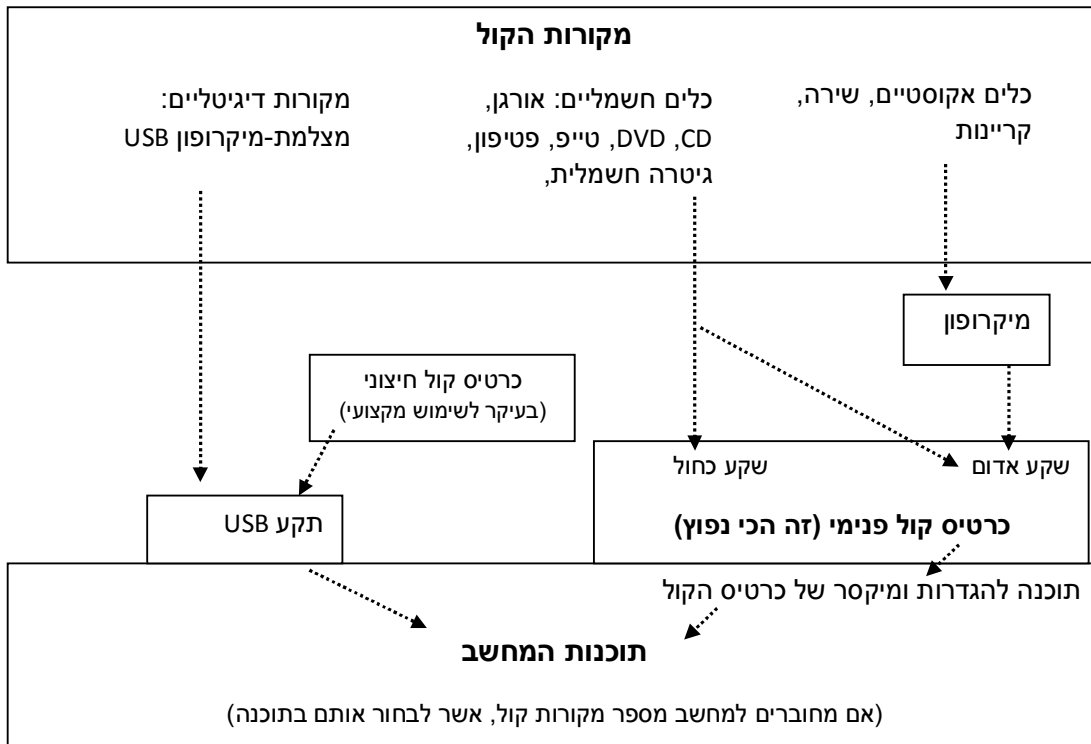 מקורות הקול
כלים אקוסטיים, שירה,
קריינות
כלים חשמליים: אורגן,
CD, DVD, טייפ, פטיפון,
גיטרה חשמלית,
מקורות דיגיטליים:
מצלמת-מיקרופון USB
מיקרופון
כרטיס קול חיצוני
(בעיקר לשימוש מקצועי)
שקע אדום
שקע כחול
כרטיס קול פנימי (זה הכי נפוץ)
תקע USB
תוכנה להגדרות ומיקסר של כרטיס הקול
תוכנות המחשב
(אם מחוברים למחשב מספר מקורות קול, אשר לבחור אותם בתוכנה)